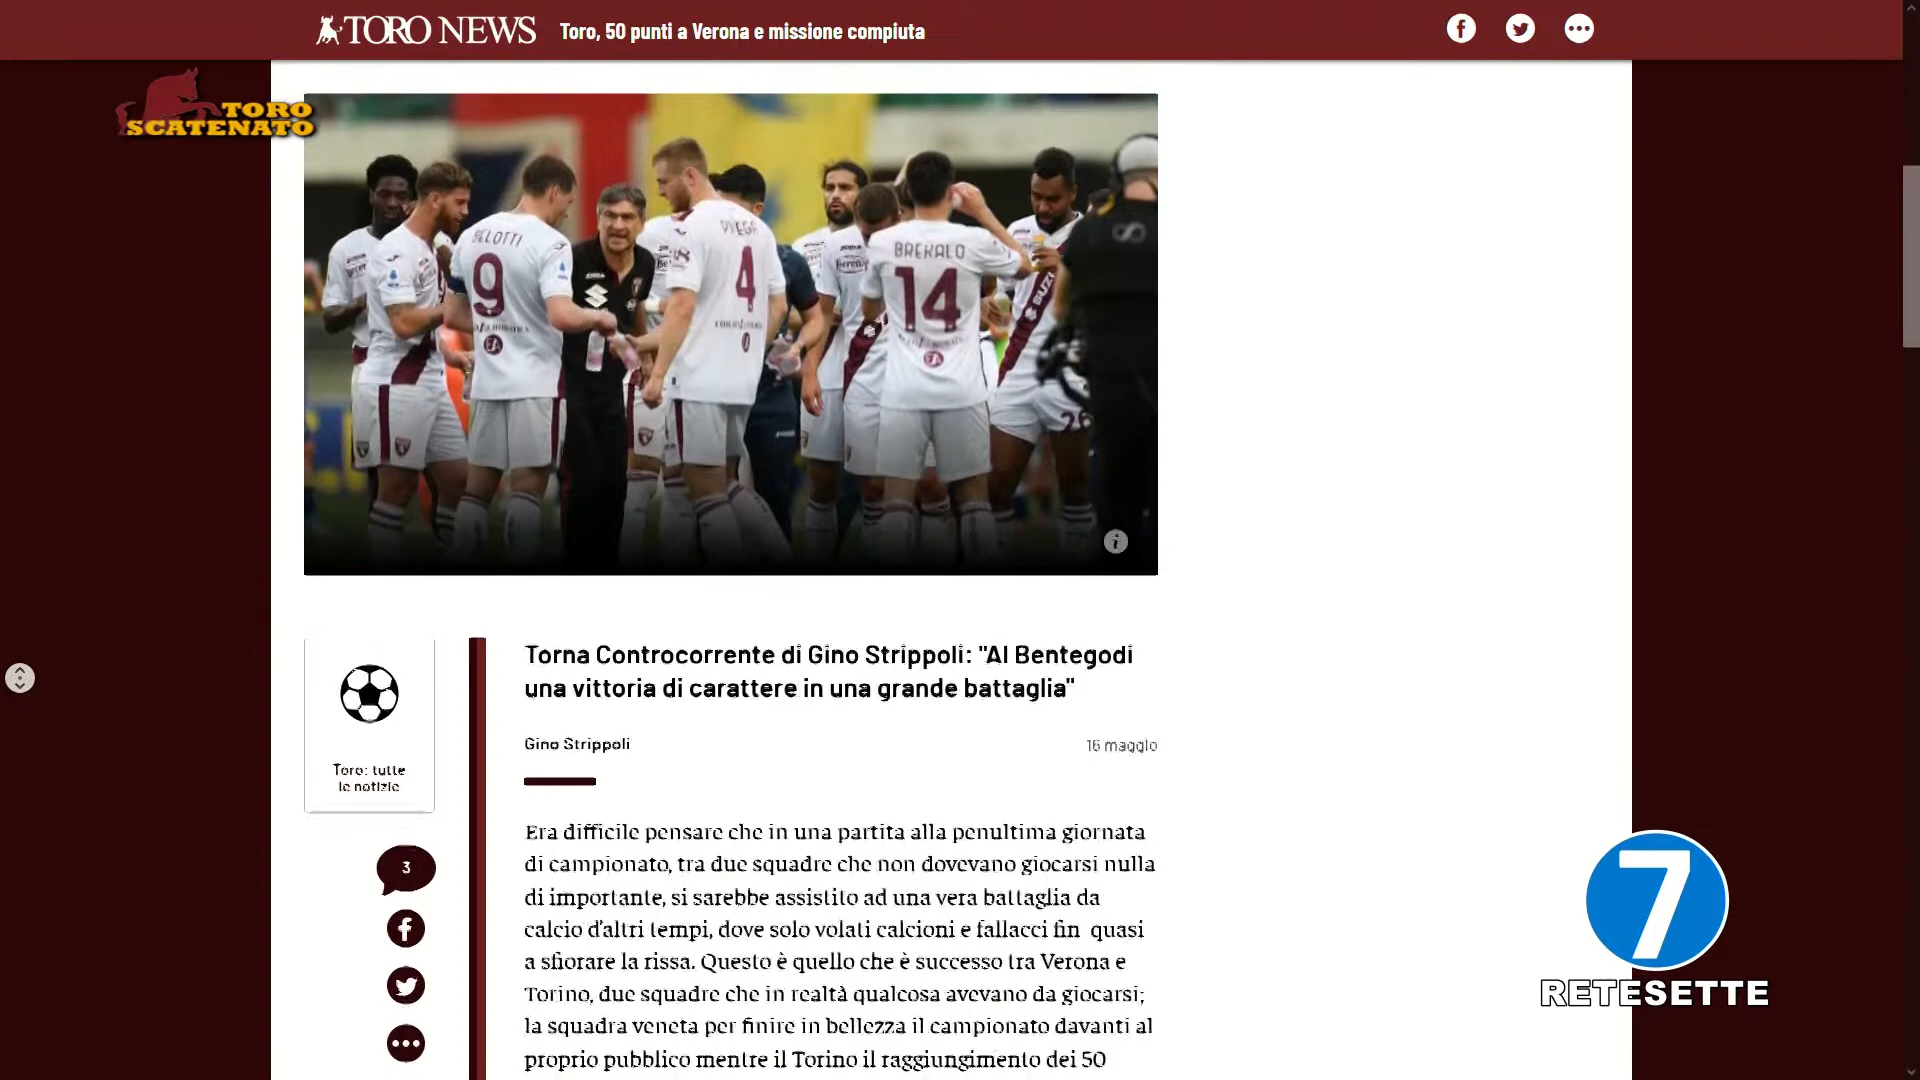 TORO NEWS
Toro, 50 punti a Verona e missione compiuta
TORO
SCATENATO
BELOTTI
9
4
BREKALO
14
26
Torna Controcorrente di Gino Strippoli: "Al Bentegodi
una vittoria di carattere in una grande battaglia"
Gino Strippoli
16 maggio
Toro: tutte
le notizie
3
Era difficile pensare che in una partita alla penultima giornata
di campionato, tra due squadre che non dovevano giocarsi nulla
di importante, si sarebbe assistito ad una vera battaglia da
calcio d'altri tempi, dove solo volati calcioni e fallacci fin quasi
a sfiorare la rissa. Questo è quello che è successo tra Verona e
Torino, due squadre che in realtà qualcosa avevano da giocarsi;
la squadra veneta per finire in bellezza il campionato davanti al
proprio pubblico mentre il Torino il raggiungimento dei 50
7
RETESETTE